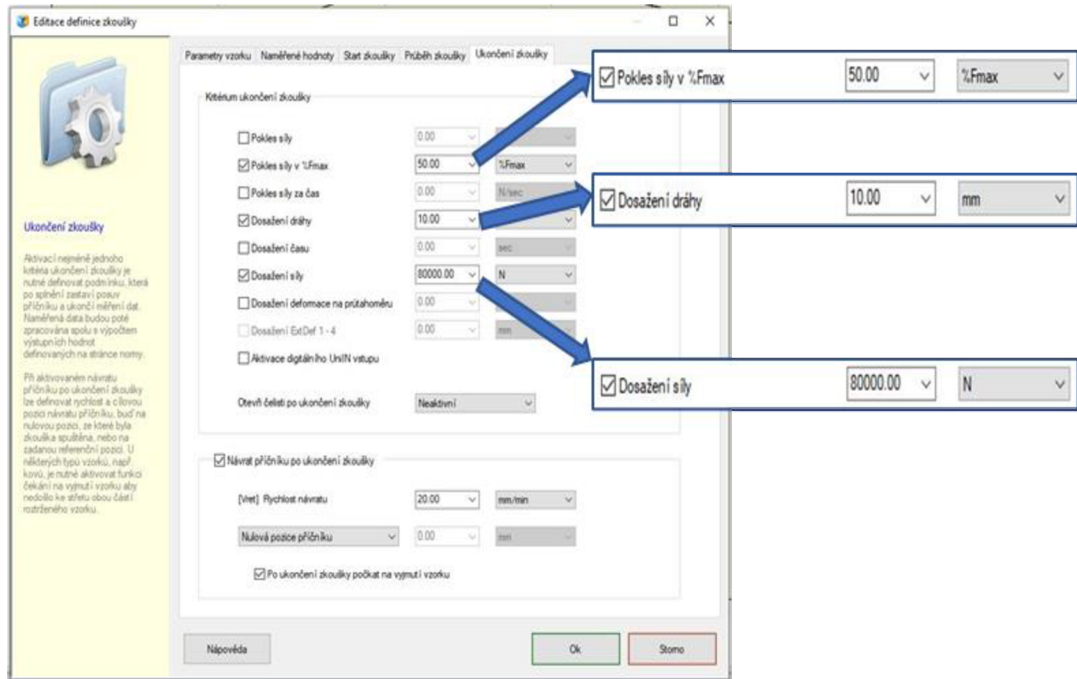 Editace definice zkoušky
Parametry vzorku Naměřené hodnoty Start zkoušky Průběh zkoušky Ukončení zkoušky
Kritérium ukončení zkoušky
Pokles síly 0.00
Pokles síly v %Fmax 50.00 %Fmax
Pokles síly za čas 0.00 N/sec
Dosažení dráhy 10.00
Dosažení času 0.00 sec
Dosažení síly 80000.00 N
Dosažení deformace na průtahoměru 0.00
Dosažení ExtDef 1 - 4 0.00 mm
Aktivace digitálního UniIN vstupu
Otevři čelisti po ukončení zkoušky Neaktivní
Návrat příčníku po ukončení zkoušky
[Vret] Rychlost návratu 20.00 mm/min
Nulová pozice příčníku 0.00 mm
Po ukončení zkoušky počkat na vyjmutí vzorku
Nápověda Ok Storno
Ukončení zkoušky
Aktivací nejméně jednoho
kritéria ukončení zkoušky je
nutné definovat podmínku, která
po splnění zastaví posuv
příčníku a ukončí měření dat.
Naměřená data budou poté
zpracována spolu s výpočtem
výstupních hodnot
definovaných na stránce normy.
Při aktivovaném návratu
příčníku po ukončení zkoušky
lze definovat rychlost a cílovou
pozici návratu příčníku, buď na
nulovou pozici, ze které byla
zkouška spuštěna, nebo na
zadanou referenční pozici. U
některých typů vzorků, např.
kovů, je nutné aktivovat funkci
čekání na vyjmutí vzorku aby
nedošlo ke střetu obou částí
roztrženého vzorku.
Pokles síly v %Fmax 50.00 %Fmax
Dosažení dráhy 10.00 mm
Dosažení síly 80000.00 N